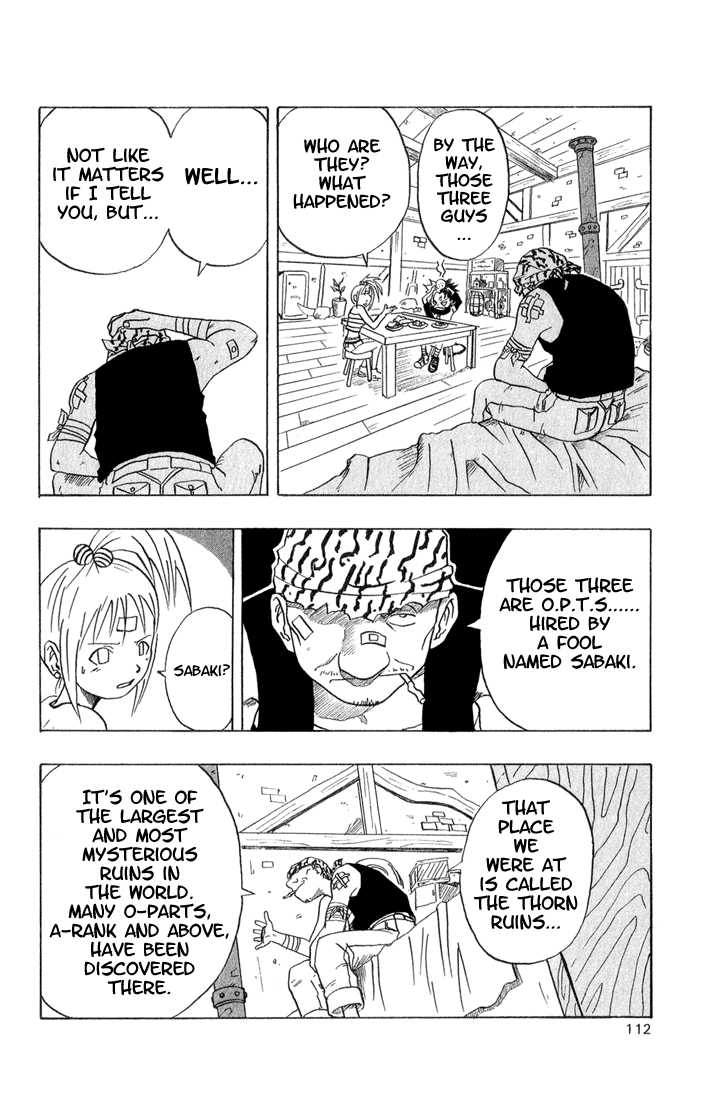 BY THE
WAY,
THOSE
THREE
GUYS
...
WHO ARE
THEY?
WHAT
HAPPENED?
WELL...
NOT LIKE
IT MATTERS
IF I TELL
YOU, BUT...
THOSE THREE
ARE O.P.T.S......
HIRED BY
A FOOL
NAMED SABAKI.
SABAKI?
THAT
PLACE
WE
WERE AT
IS CALLED
THE THORN
RUINS...
IT'S ONE OF
THE LARGEST
AND MOST
MYSTERIOUS
RUINS IN
THE WORLD.
MANY O-PARTS,
A-RANK AND ABOVE,
HAVE BEEN
DISCOVERED
THERE.
112